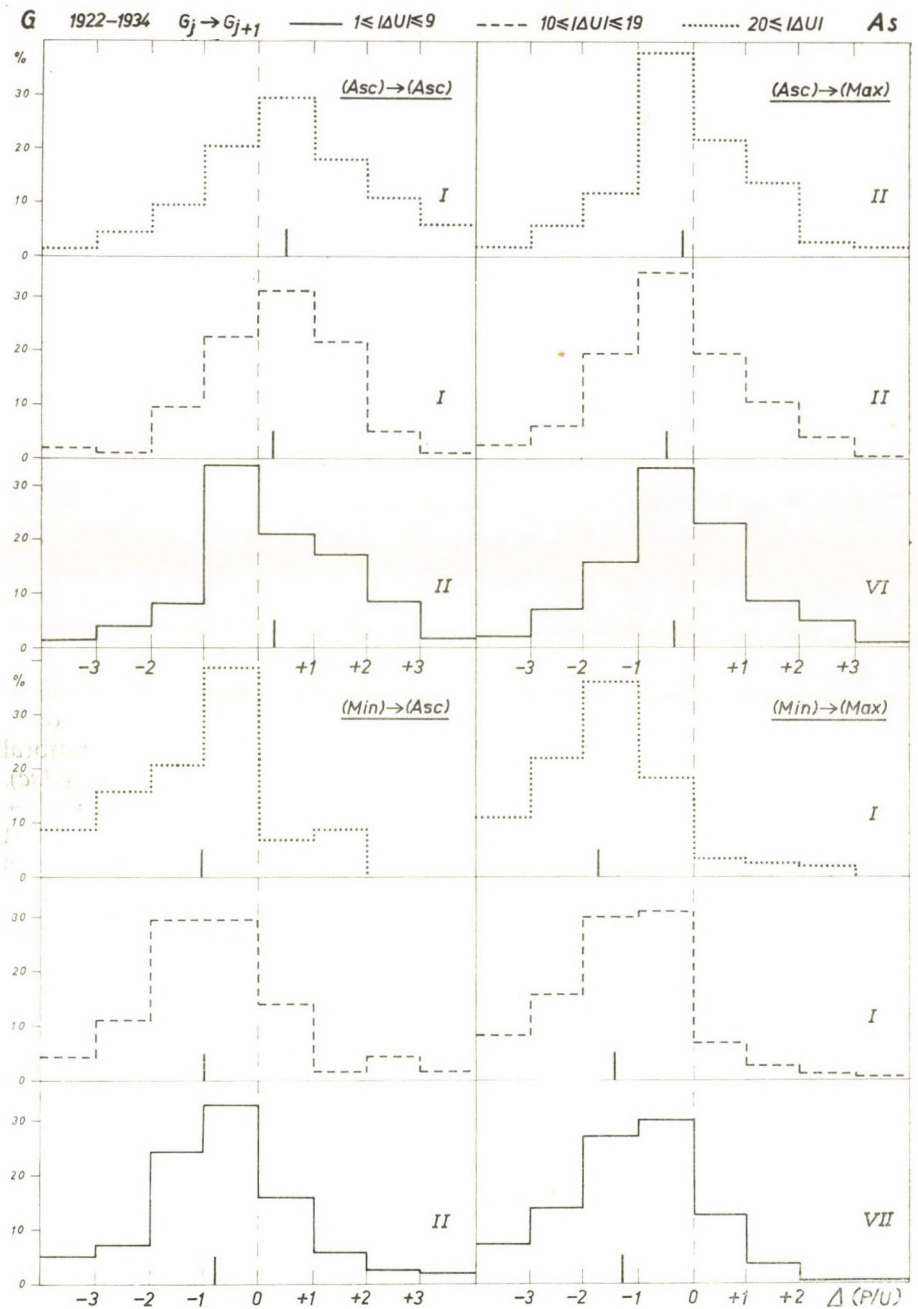 G 1922-1934 Gj → Gj+1 1≤|ΔU|≤9 10≤|ΔU|≤19 20≤|ΔU| As
%
30
20
10
0
(Asc)→(Asc)
I
(Asc)→(Max)
II
30
20
10
0
I
II
30
20
10
0
II
VI
-3 -2 -1 +1 +2 +3 -3 -2 -1 +1 +2 +3
%
30
20
10
0
(Min)→(Asc)
(Min)→(Max)
I
30
20
10
0
I
30
20
10
0
II
VII
-3 -2 -1 0 +1 +2 +3 -3 -2 -1 0 +1 +2 Δ (P/U)